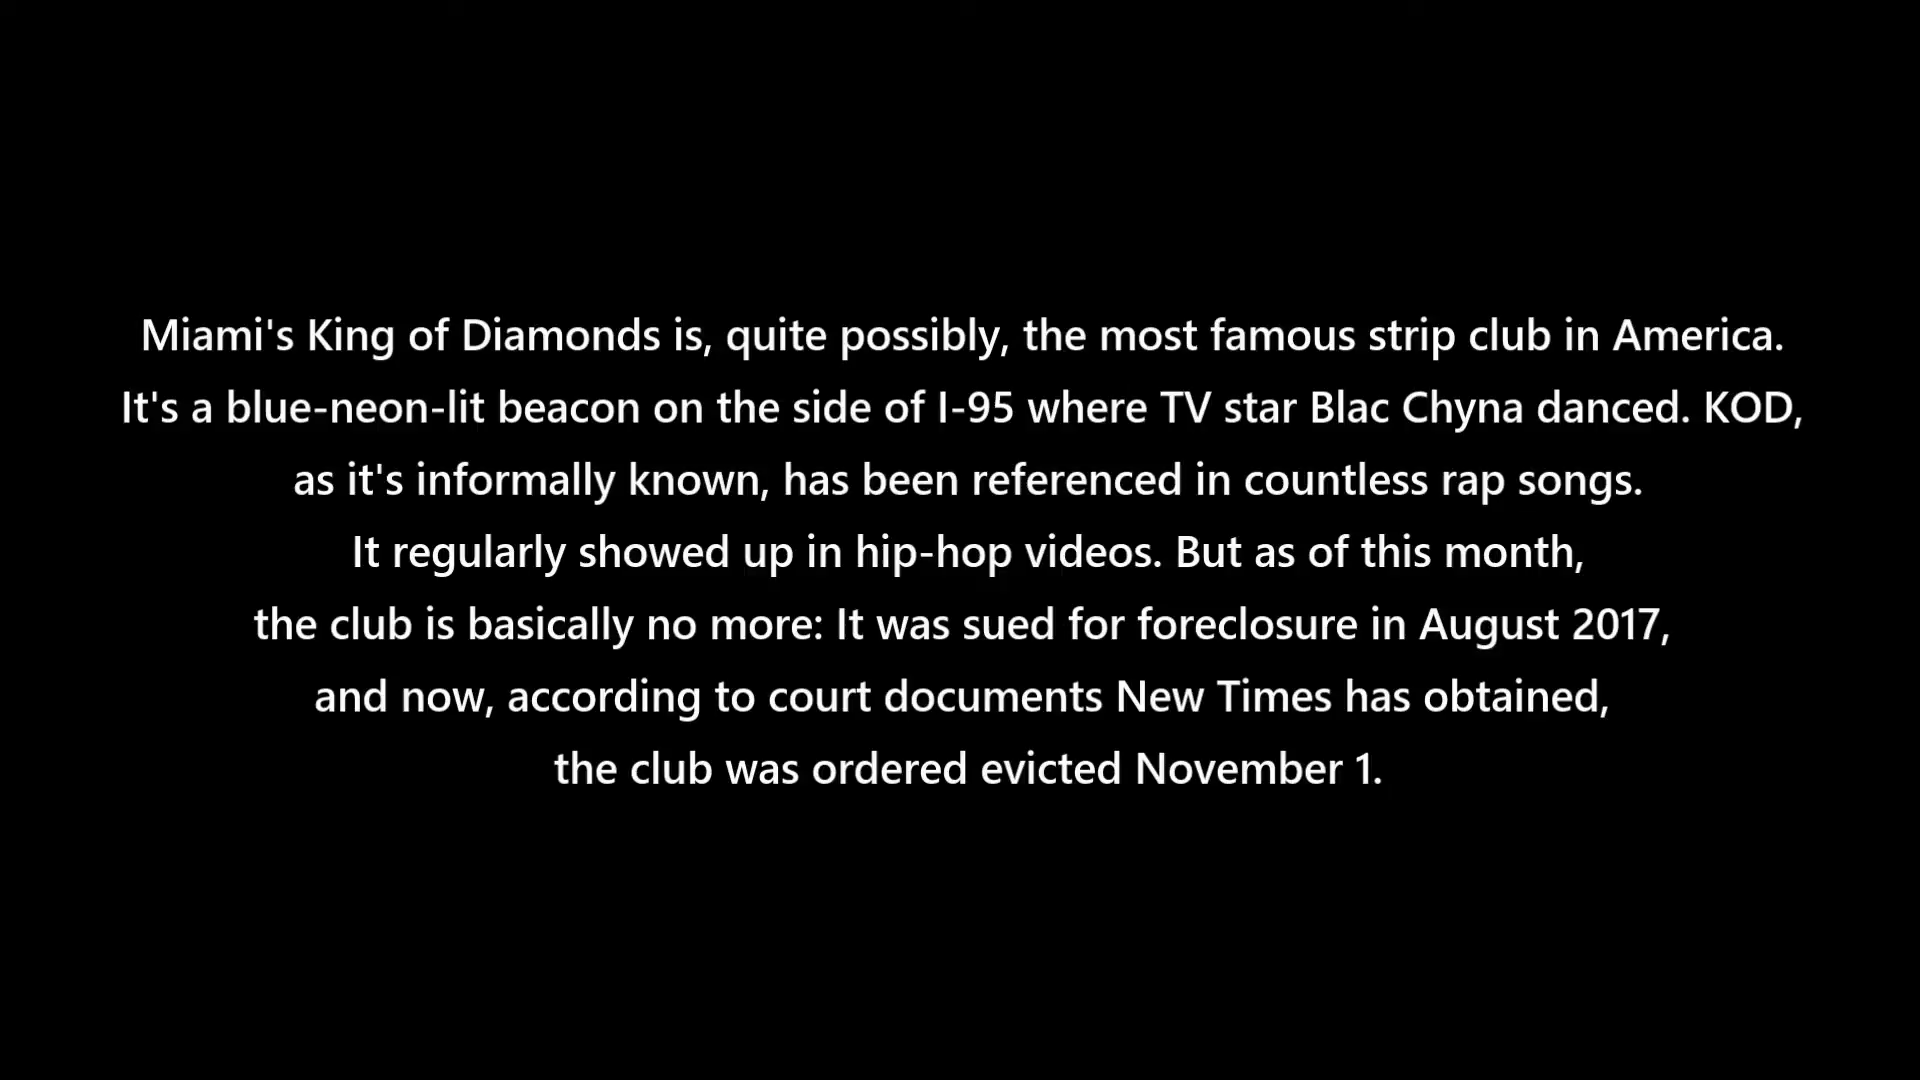 Miami's King of Diamonds is, quite possibly, the most famous strip club in America.
It's a blue-neon-lit beacon on the side of I-95 where TV star Blac Chyna danced. KOD,
as it's informally known, has been referenced in countless rap songs.
It regularly showed up in hip-hop videos. But as of this month,
the club is basically no more: It was sued for foreclosure in August 2017,
and now, according to court documents New Times has obtained,
the club was ordered evicted November 1.